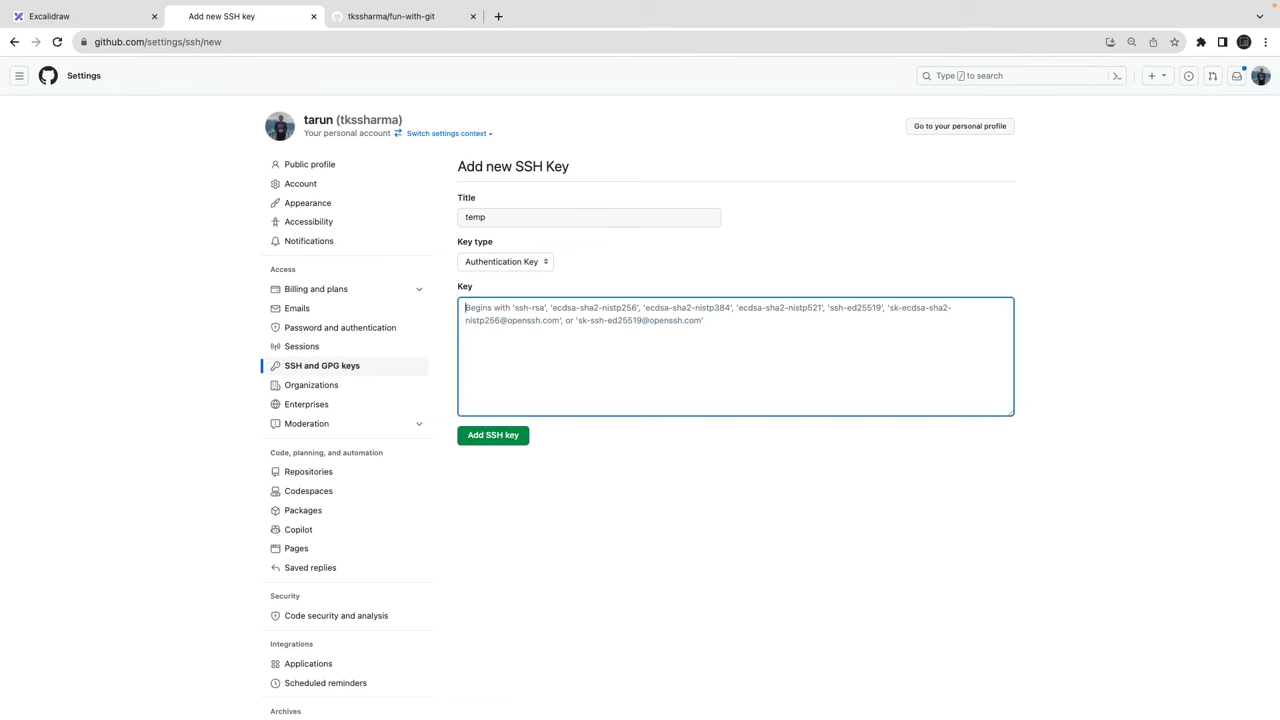 Excalidraw
Add new SSH key
tkssharma/fun-with-git
github.com/settings/ssh/new
Settings
Type / to search
tarun (tkssharma)
Your personal account
Switch settings context
Go to your personal profile
Public profile
Account
Appearance
Accessibility
Notifications
Access
Billing and plans
Emails
Password and authentication
Sessions
SSH and GPG keys
Organizations
Enterprises
Moderation
Code, planning, and automation
Repositories
Codespaces
Packages
Copilot
Pages
Saved replies
Security
Code security and analysis
Integrations
Applications
Scheduled reminders
Archives
Add new SSH Key
Title
temp
Key type
Authentication Key
Key
Begins with 'ssh-rsa', 'ecdsa-sha2-nistp256', 'ecdsa-sha2-nistp384', 'ecdsa-sha2-nistp521', 'ssh-ed25519', 'sk-ecdsa-sha2-
nistp256@openssh.com', or 'sk-ssh-ed25519@openssh.com'
Add SSH key